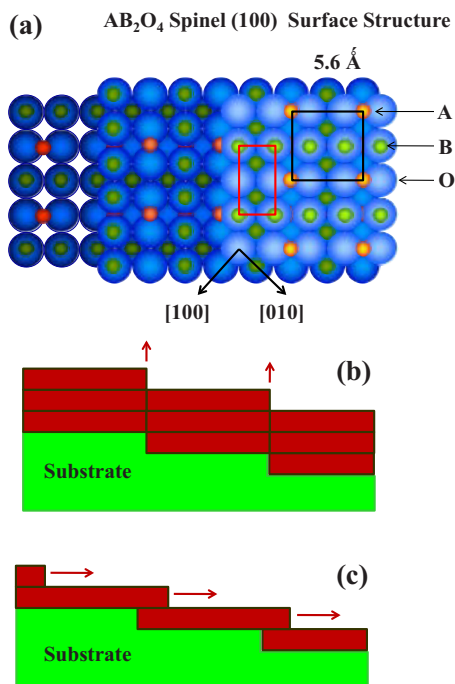 (a) AB₂O₄ Spinel (100) Surface Structure
5.6 Å
A
B
O
[100] [010]
(b)
Substrate
(c)
Substrate